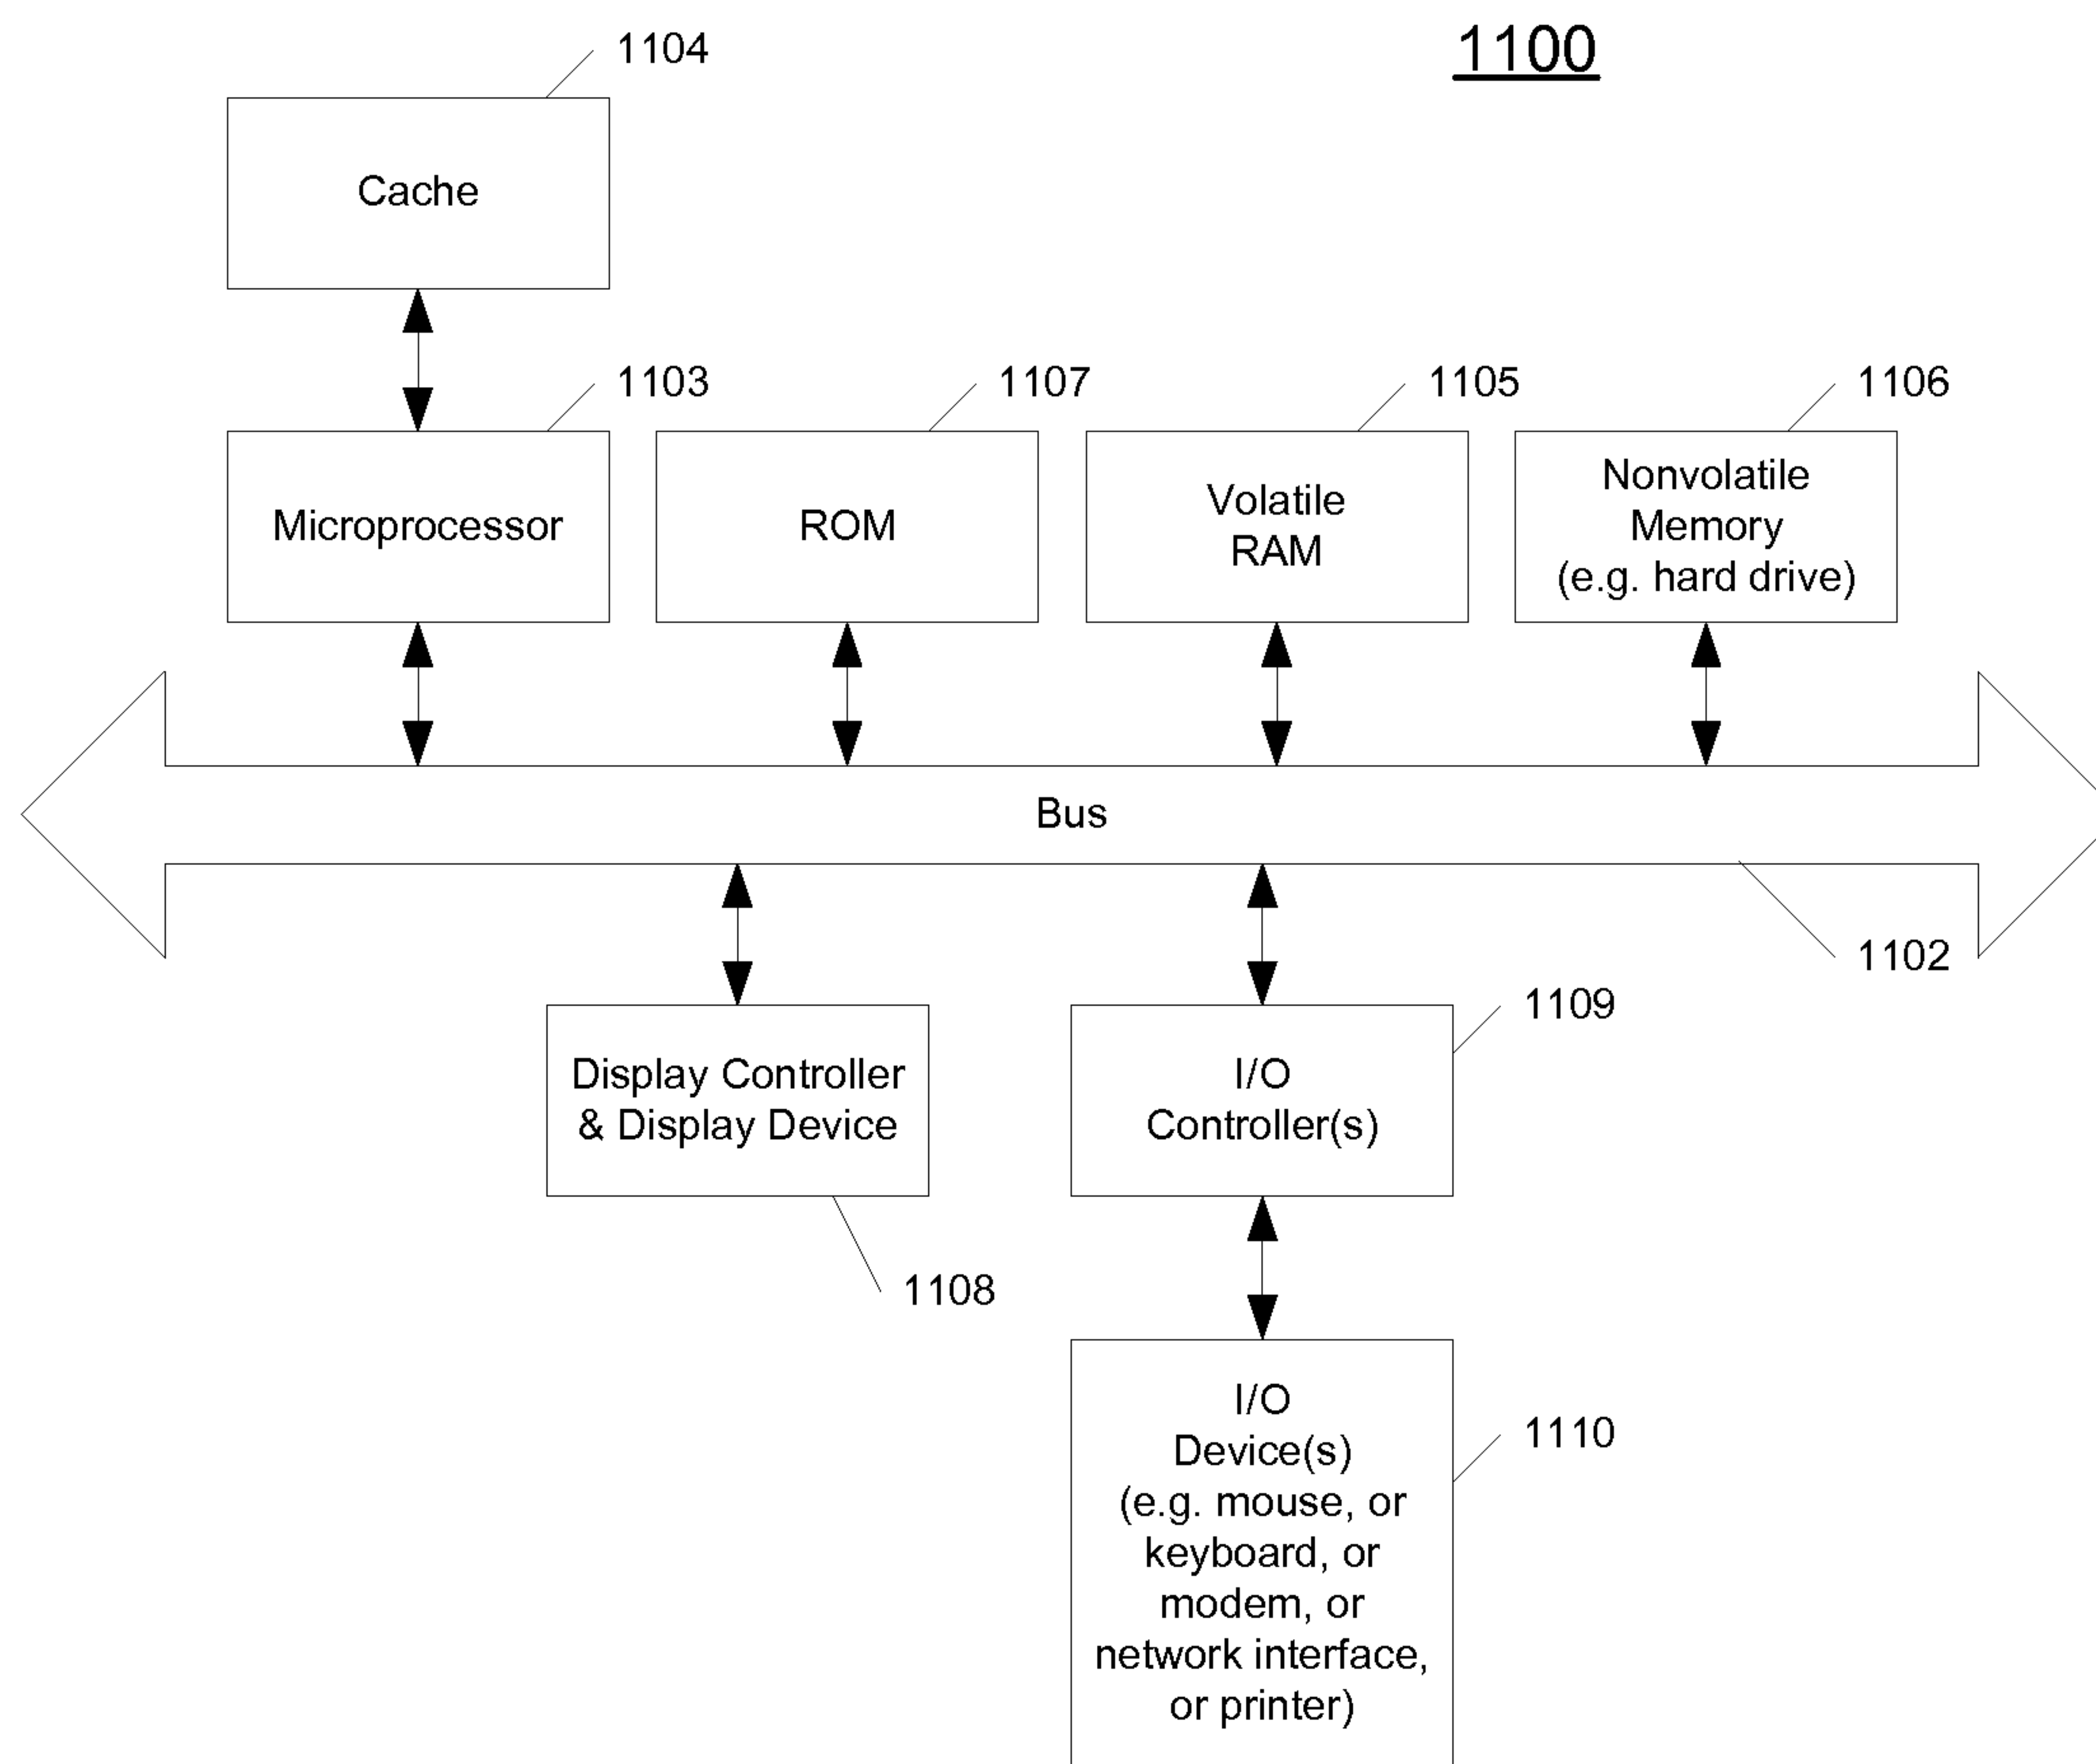 1104
1100
Cache
1103
1107
1105
1106
Microprocessor
ROM
Volatile
RAM
Nonvolatile
Memory
(e.g. hard drive)
Bus
1102
1109
Display Controller
& Display Device
I/O
Controller(s)
1108
I/O
Device(s)
(e.g. mouse, or
keyboard, or
modem, or
network interface,
or printer)
1110